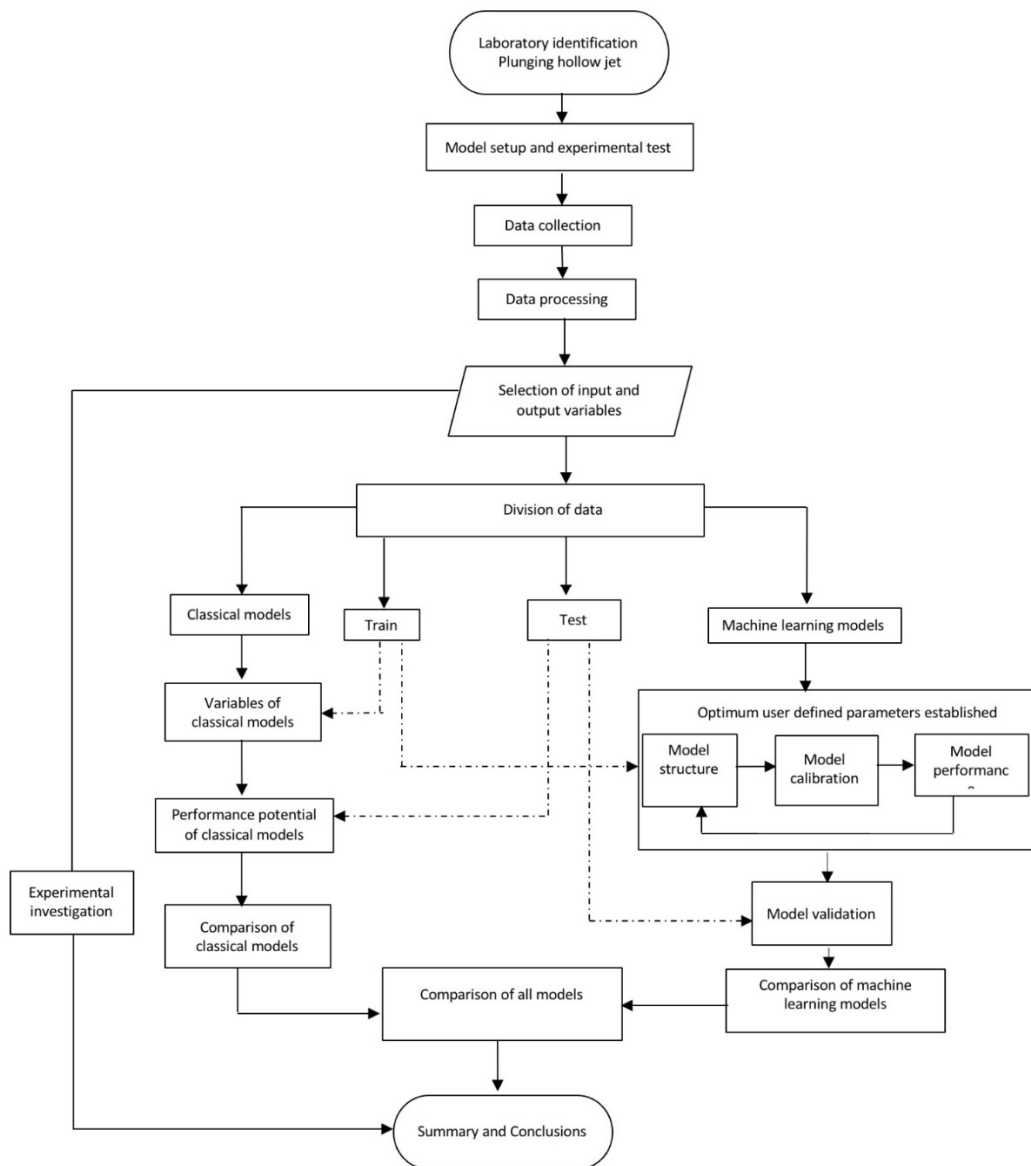 Laboratory identification
Plunging hollow jet
Model setup and experimental test
Data collection
Data processing
Selection of input and
output variables
Division of data
Classical models
Train
Test
Machine learning models
Variables of
classical models
Optimum user defined parameters established
Model
structure
Model
calibration
Model
performanc
Performance potential
of classical models
Experimental
investigation
Model validation
Comparison of
classical models
Comparison of all models
Comparison of machine
learning models
Summary and Conclusions